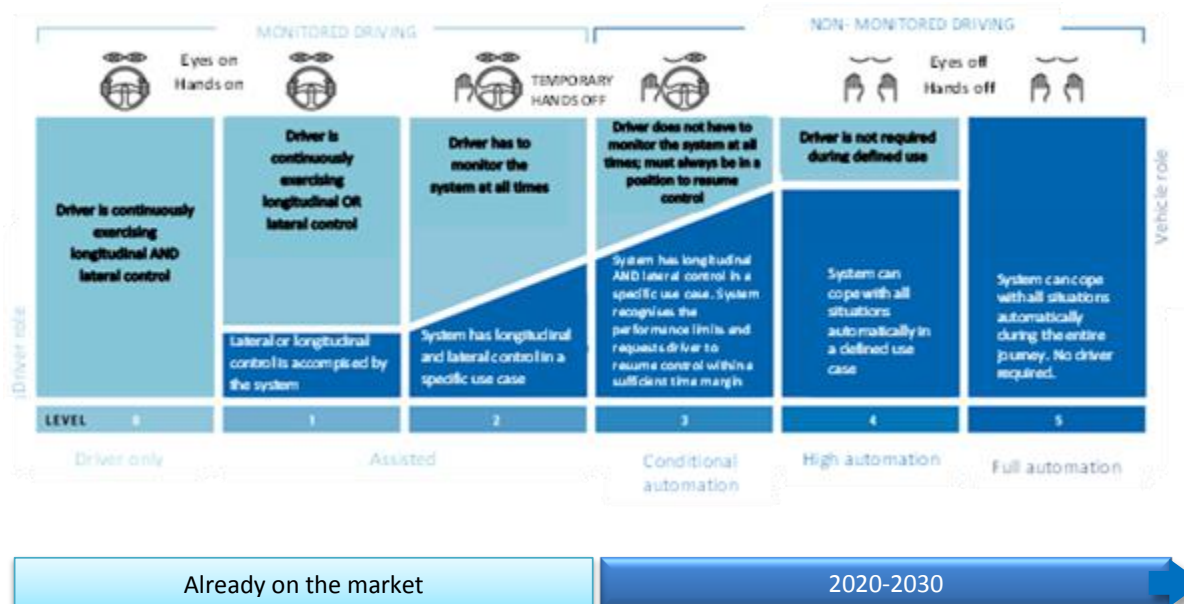 MONITORED DRIVING
NON- MONITORED DRIVING
Eyes on
Hands on
TEMPORARY
HANDS OFF
Eyes off
Hands off
Driver is continuously
exercising
longitudinal AND
lateral control
Driver is
continuously
exercising
longitudinal OR
lateral control
Lateral or longitudinal
control is accompised by
the system
Driver has to
monitor the
system at all times
System has longitudinal
and lateral control in a
specific use case
Driver does not have to
monitor the system at all
times; must always be in a
position to resume
control
System has longitudinal
AND lateral control in a
specific use case. System
recognises the
performance limits and
requests driver to
resume control within a
sufficient time margin
Driver is not required
during defined use
System can
cope with all
situations
automatically in
a defined use
case
System can cope
with all situations
automatically
during the entire
journey. No driver
required.
Driver role
Vehicle role
LEVEL 0 1 2 3 4 5
Driver only
Assisted
Conditional
automation
High automation
Full automation
Already on the market
2020-2030